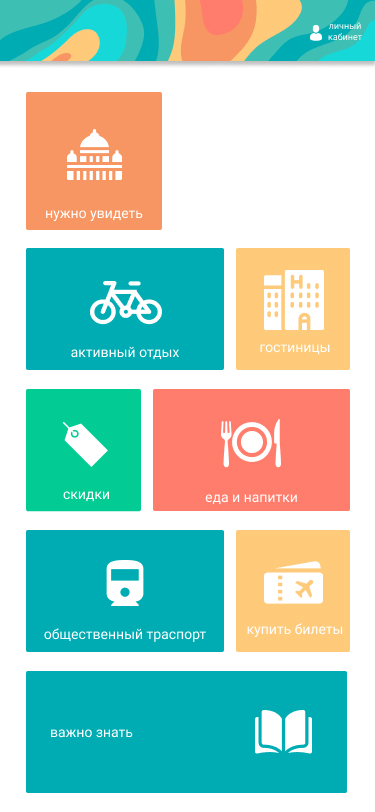 личный
кабинет
нужно увидеть
активный отдых
гостиницы
скидки
еда и напитки
общественный траспорт
купить билеты
важно знать